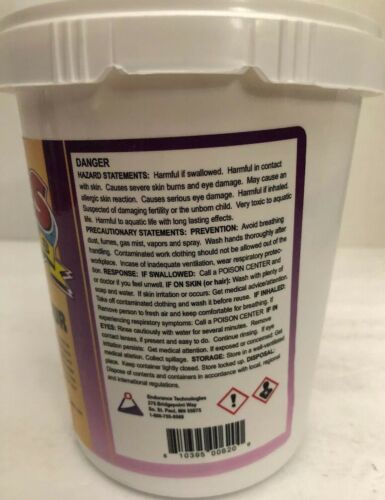 DANGER
HAZARD STATEMENTS: Harmful if swallowed. Harmful in contact
with skin. Causes severe skin burns and eye damage. May cause an
allergic skin reaction. Causes serious eye damage. Harmful if inhaled.
Suspected of damaging fertility or the unborn child. Very toxic to aquatic
life. Harmful to aquatic life with long lasting effects.
PRECAUTIONARY STATEMENTS: PREVENTION: Avoid breathing
dust, fumes, gas mist, vapors and spray. Wash hands thoroughly after
handling. Contaminated work clothing should not be allowed out of the
workplace. Incase of inadequate ventilation, wear respiratory protec-
tion. RESPONSE: IF SWALLOWED: Call a POISON CENTER and
or doctor if you feel unwell. IF ON SKIN (or hair): Wash with plenty of
soap and water. If skin irritation or occurs: Get medical advice/attention.
Take off contaminated clothing and wash it before reuse. IF INHALED:
Remove person to fresh air and keep comfortable for breathing. If
experiencing respiratory symptoms. Call a POISON CENTER IF IN
EYES: Rinse cautiously with water for several minutes. Remove
contact lenses, if present and easy to do. Continue rinsing. If eye
irritation persists: Get medical attention. If exposed or concerned. Get
medical attention. Collect spillage. STORAGE: Store in a well-ventilated
place. Keep container tightly closed. Store locked up. DISPOSAL:
Dispose of contents and containers in accordance with local, regional
and international regulations.
Endurance Technologies
275 Bridgepoint Way
So. St. Paul, MN 55075
10395 00820